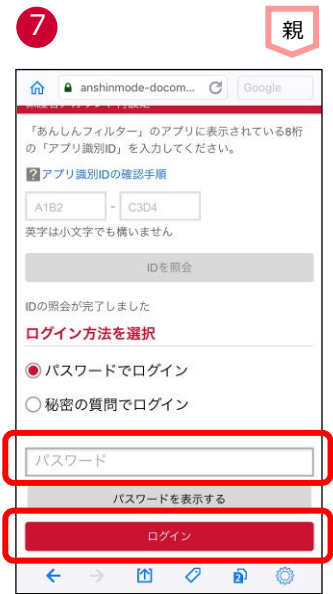 7
親
anshinmode-docom...
Google
「あんしんフィルター」のアプリに表示されている8桁
の「アプリ識別ID」を入力してください。
?アプリ識別IDの確認手順
A1B2 - C3D4
英字は小文字でも構いません
IDを照会
IDの照会が完了しました
ログイン方法を選択
パスワードでログイン
秘密の質問でログイン
パスワード
パスワードを表示する
ログイン